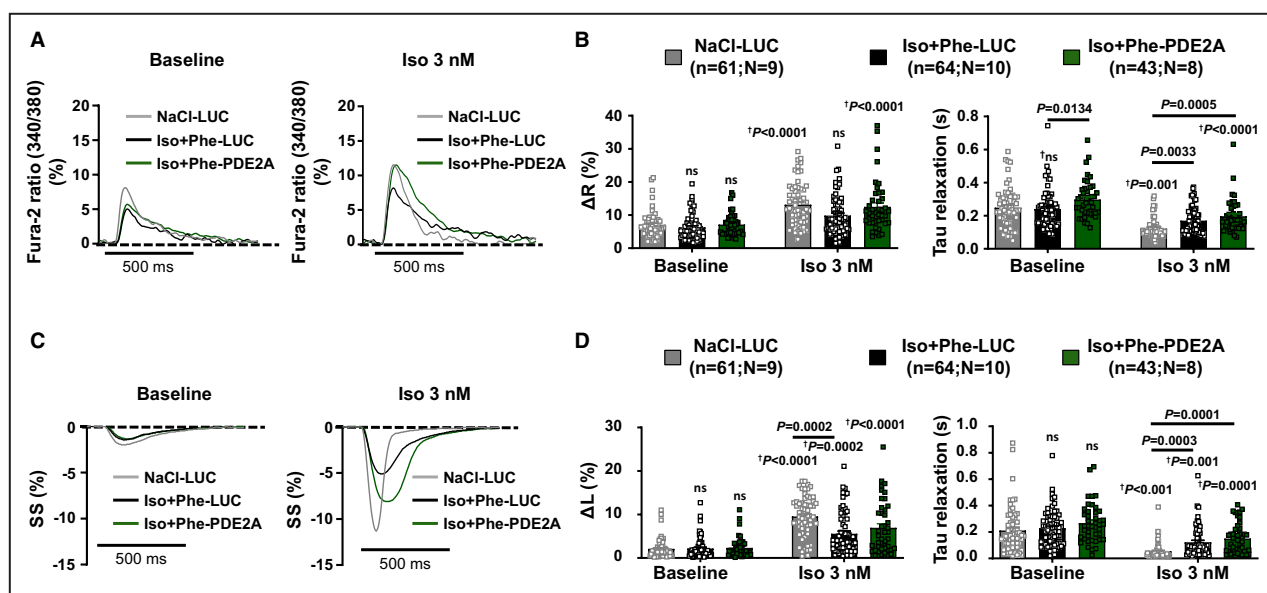 A
Baseline
Fura-2 ratio (340/380)
(%)
20
15
10
5
0
NaCl-LUC
Iso+Phe-LUC
Iso+Phe-PDE2A
500 ms
Iso 3 nM
Fura-2 ratio (340/380)
(%)
20
15
10
5
0
NaCl-LUC
Iso+Phe-LUC
Iso+Phe-PDE2A
500 ms
B
NaCl-LUC
(n=61;N=9)
Iso+Phe-LUC
(n=64;N=10)
Iso+Phe-PDE2A
(n=43;N=8)
ΔR (%)
40
30
20
10
0
ns
ns
†P<0.0001
ns
†P<0.0001
Baseline
Iso 3 nM
Tau relaxation (s)
0.8
0.6
0.4
0.2
0.0
P=0.0134
†ns
P=0.0005
†P<0.0001
P=0.0033
†P=0.001
Baseline
Iso 3 nM
C
Baseline
SS (%)
0
-5
-10
-15
NaCl-LUC
Iso+Phe-LUC
Iso+Phe-PDE2A
500 ms
Iso 3 nM
SS (%)
0
-5
-10
-15
NaCl-LUC
Iso+Phe-LUC
Iso+Phe-PDE2A
500 ms
D
NaCl-LUC
(n=61;N=9)
Iso+Phe-LUC
(n=64;N=10)
Iso+Phe-PDE2A
(n=43;N=8)
ΔL (%)
30
20
10
0
ns
ns
P=0.0002
†P<0.0001
†P=0.0002
†P<0.0001
Baseline
Iso 3 nM
Tau relaxation (s)
1.0
0.8
0.6
0.4
0.2
0.0
ns
ns
P=0.0001
P=0.0003
†P=0.001
†P<0.001
†P=0.0001
Baseline
Iso 3 nM